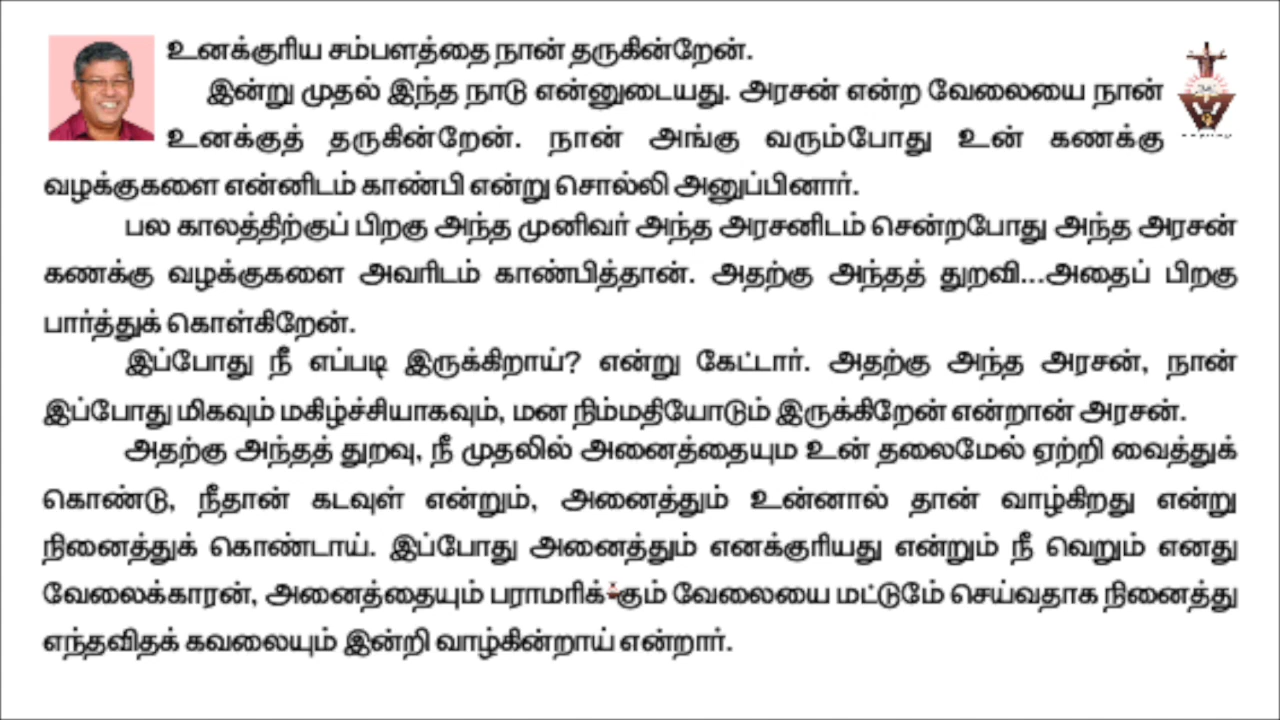 உனக்குரிய சம்பளத்தை நான் தருகின்றேன்.
இன்று முதல் இந்த நாடு என்னுடையது. அரசன் என்ற வேலையை நான்
உனக்குத் தருகின்றேன். நான் அங்கு வரும்போது உன் கணக்கு
வழக்குகளை என்னிடம் காண்பி என்று சொல்லி அனுப்பினார்.
பல காலத்திற்குப் பிறகு அந்த முனிவர் அந்த அரசனிடம் சென்றபோது அந்த அரசன்
கணக்கு வழக்குகளை அவரிடம் காண்பித்தான். அதற்கு அந்தத் துறவி...அதைப் பிறகு
பார்த்துக் கொள்கிறேன்.
இப்போது நீ எப்படி இருக்கிறாய்? என்று கேட்டார். அதற்கு அந்த அரசன், நான்
இப்போது மிகவும் மகிழ்ச்சியாகவும், மன நிம்மதியோடும் இருக்கிறேன் என்றான் அரசன்.
அதற்கு அந்தத் துறவு, நீ முதலில் அனைத்தையும உன் தலைமேல் ஏற்றி வைத்துக்
கொண்டு, நீதான் கடவுள் என்றும், அனைத்தும் உன்னால் தான் வாழ்கிறது என்று
நினைத்துக் கொண்டாய். இப்போது அனைத்தும் எனக்குரியது என்றும் நீ வெறும் எனது
வேலைக்காரன், அனைத்தையும் பராமரிக்கும் வேலையை மட்டுமே் செய்வதாக நினைத்து
எந்தவிதக் கவலையும் இன்றி வாழ்கின்றாய் என்றார்.